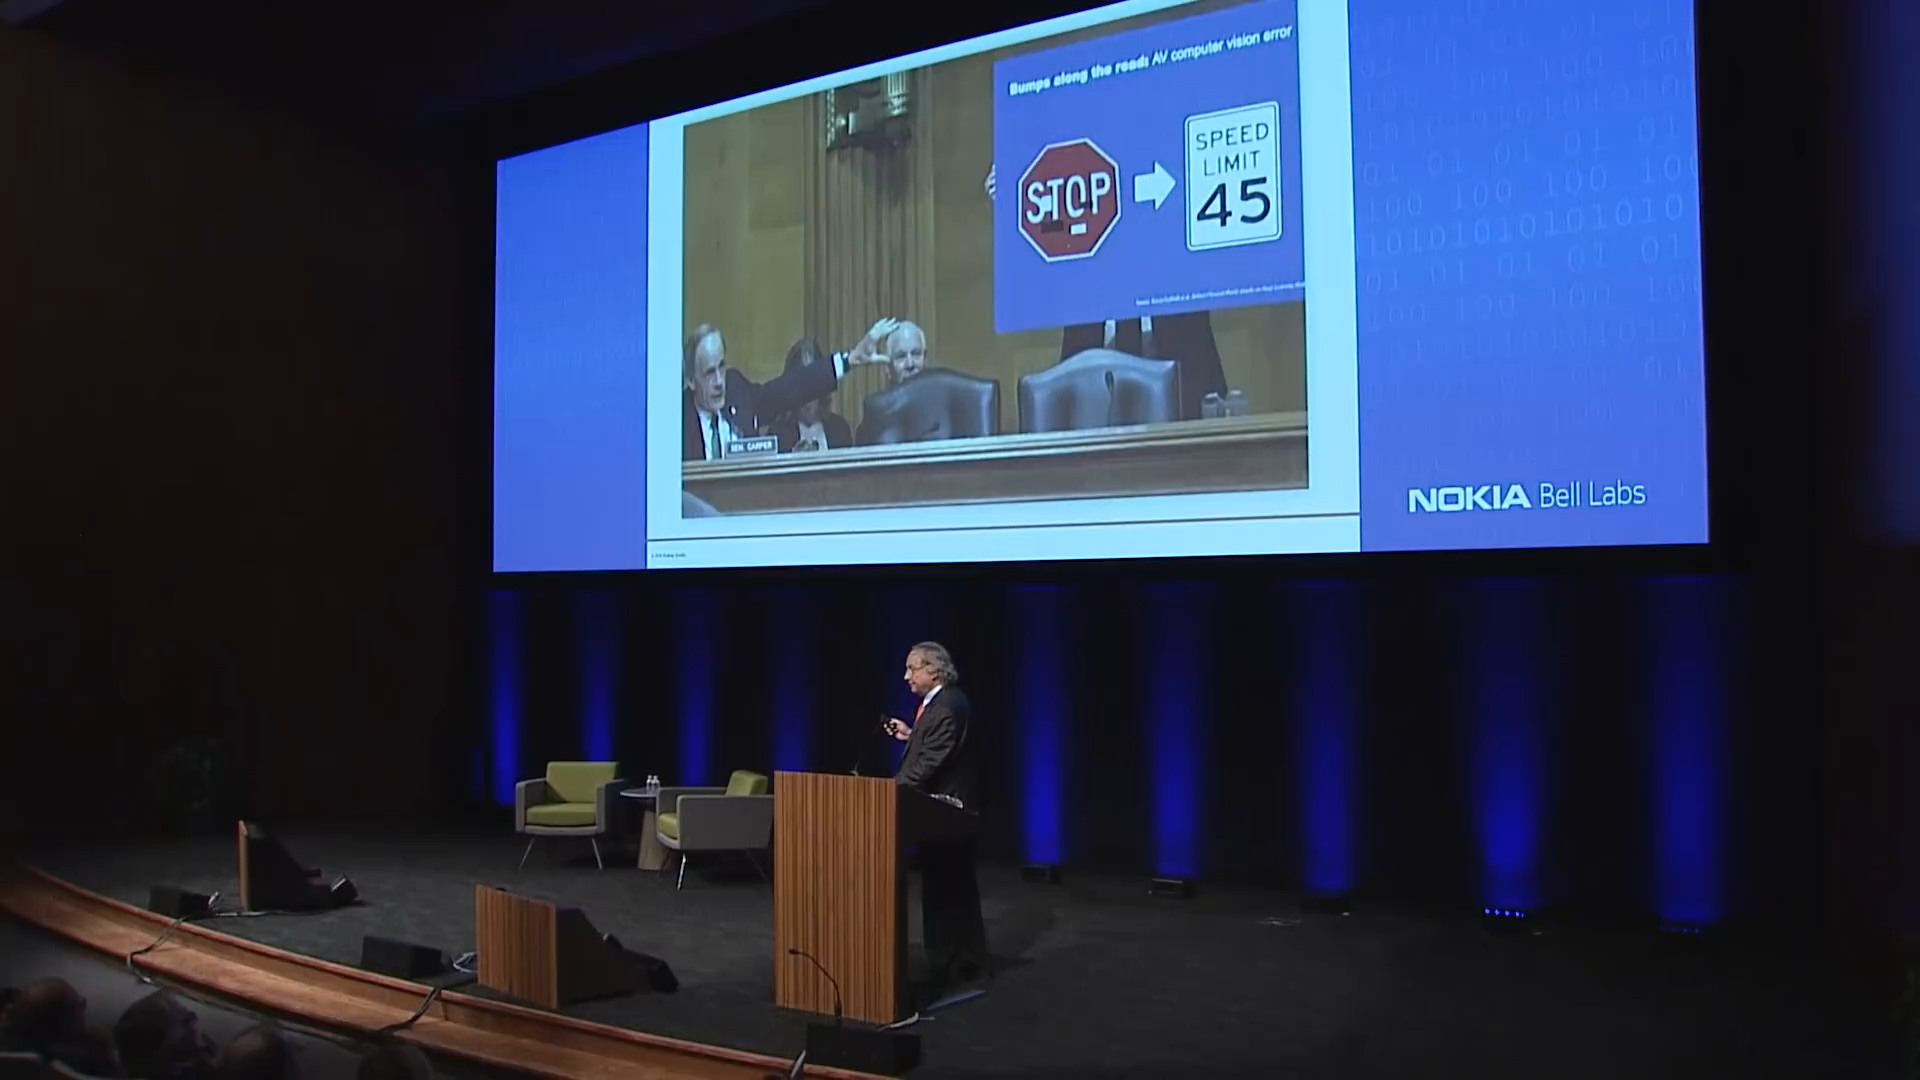 Bumps along the road: AV computer vision error
STOP
SPEED
LIMIT
45
SEN. CARPER
NOKIA Bell Labs